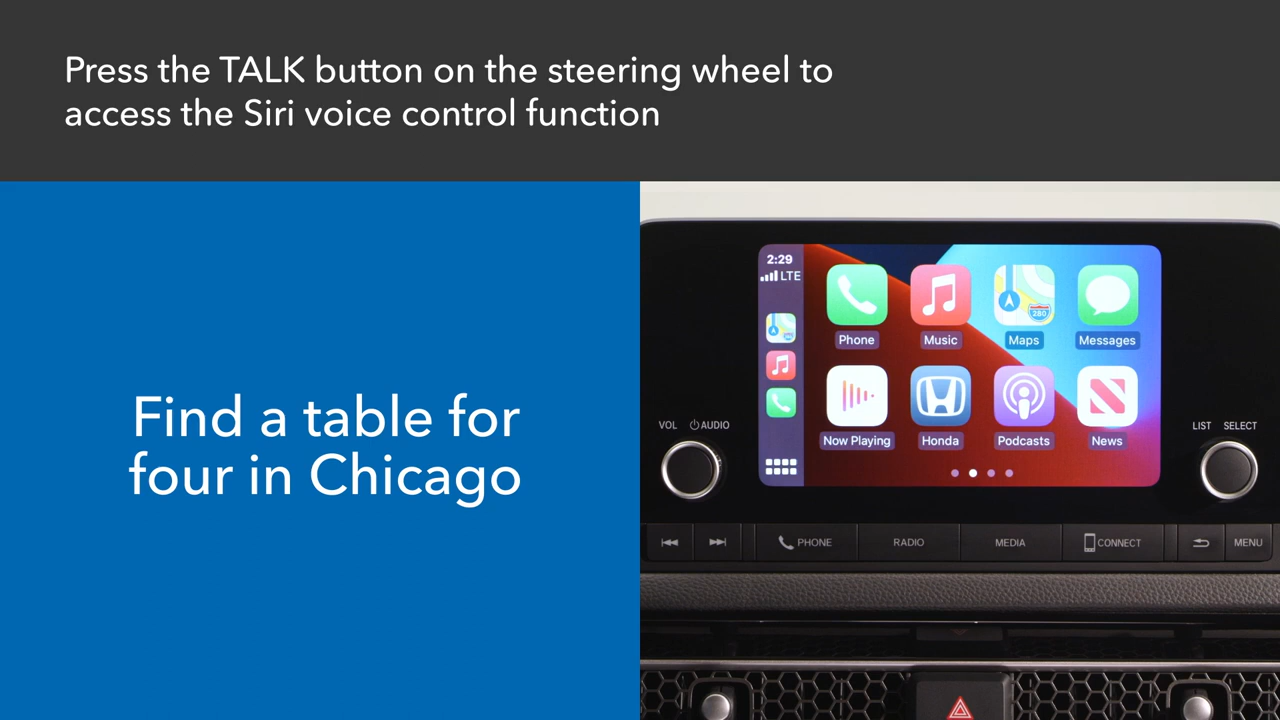 Press the TALK button on the steering wheel to
access the Siri voice control function
Find a table for
four in Chicago
2:29
LTE
280
Phone
Music
Maps
Messages
Now Playing
Honda
Podcasts
News
VOL AUDIO
LIST SELECT
PHONE
RADIO
MEDIA
CONNECT
MENU